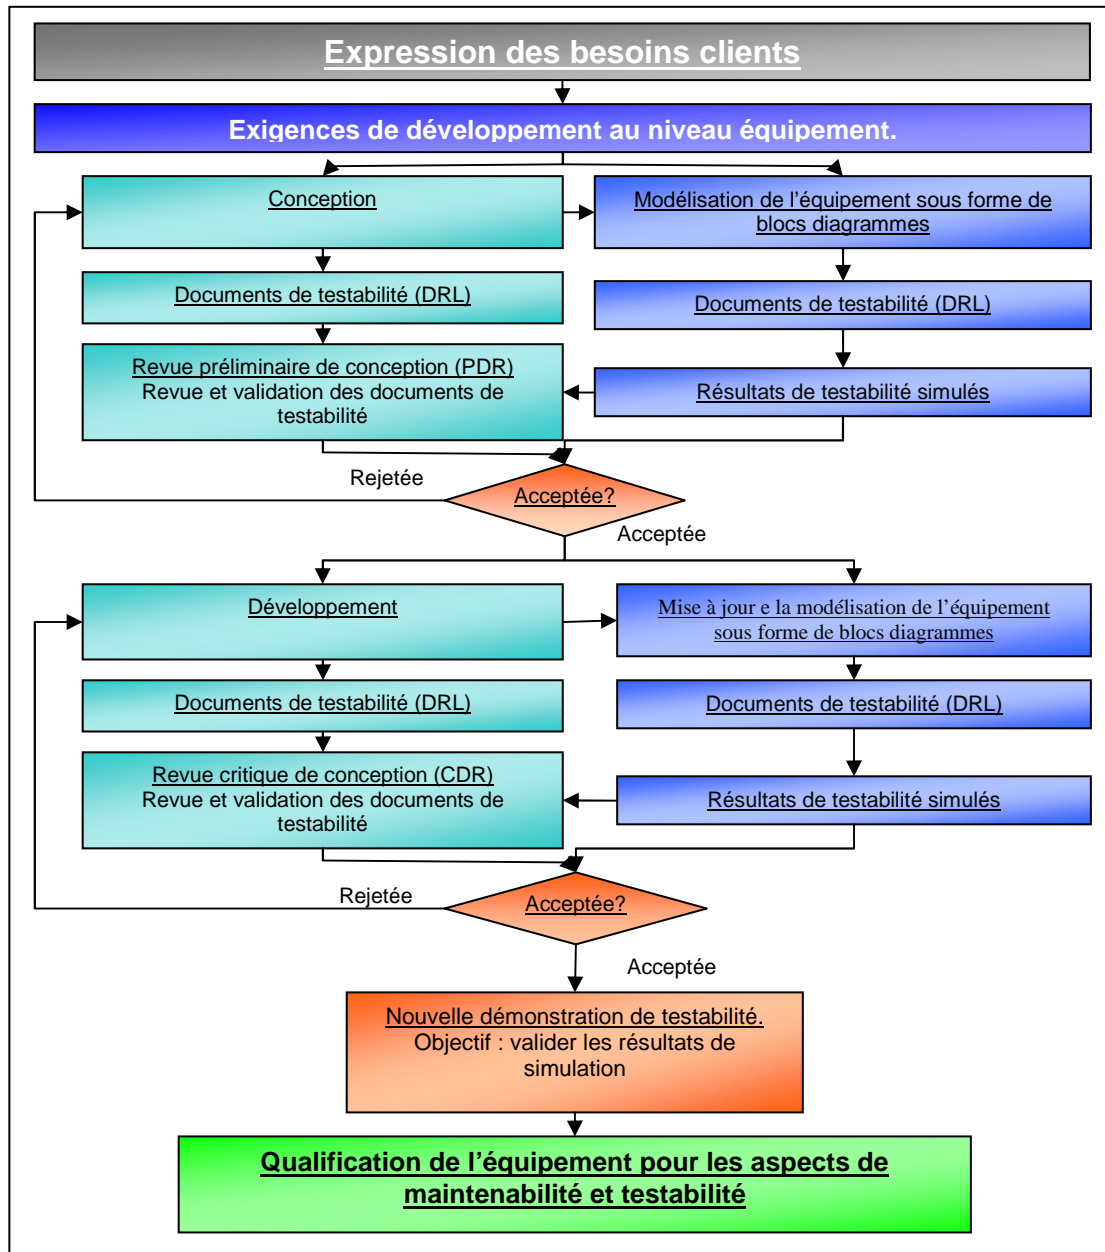 Expression des besoins clients
Exigences de développement au niveau équipement.
Conception
Modélisation de l'équipement sous forme de
blocs diagrammes
Documents de testabilité (DRL)
Documents de testabilité (DRL)
Revue préliminaire de conception (PDR)
Revue et validation des documents de
testabilité
Résultats de testabilité simulés
Rejetée
Acceptée?
Acceptée
Développement
Mise à jour e la modélisation de l'équipement
sous forme de blocs diagrammes
Documents de testabilité (DRL)
Documents de testabilité (DRL)
Revue critique de conception (CDR)
Revue et validation des documents de
testabilité
Résultats de testabilité simulés
Rejetée
Acceptée?
Acceptée
Nouvelle démonstration de testabilité.
Objectif : valider les résultats de
simulation
Qualification de l'équipement pour les aspects de
maintenabilité et testabilité